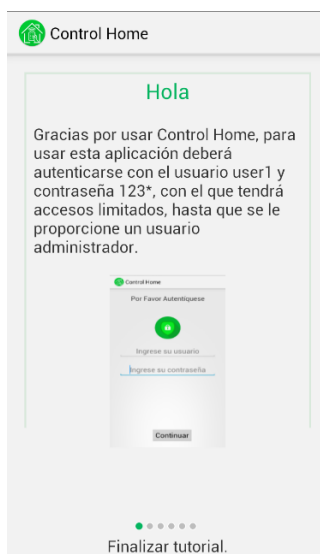 Control Home
Hola
Gracias por usar Control Home, para
usar esta aplicación deberá
autenticarse con el usuario user1 y
contraseña 123*, con el que tendrá
accesos limitados, hasta que se le
proporcione un usuario
administrador.
Control Home
Por Favor Autentiquese
Ingrese su usuario
Ingrese su contraseña
Continuar
Finalizar tutorial.